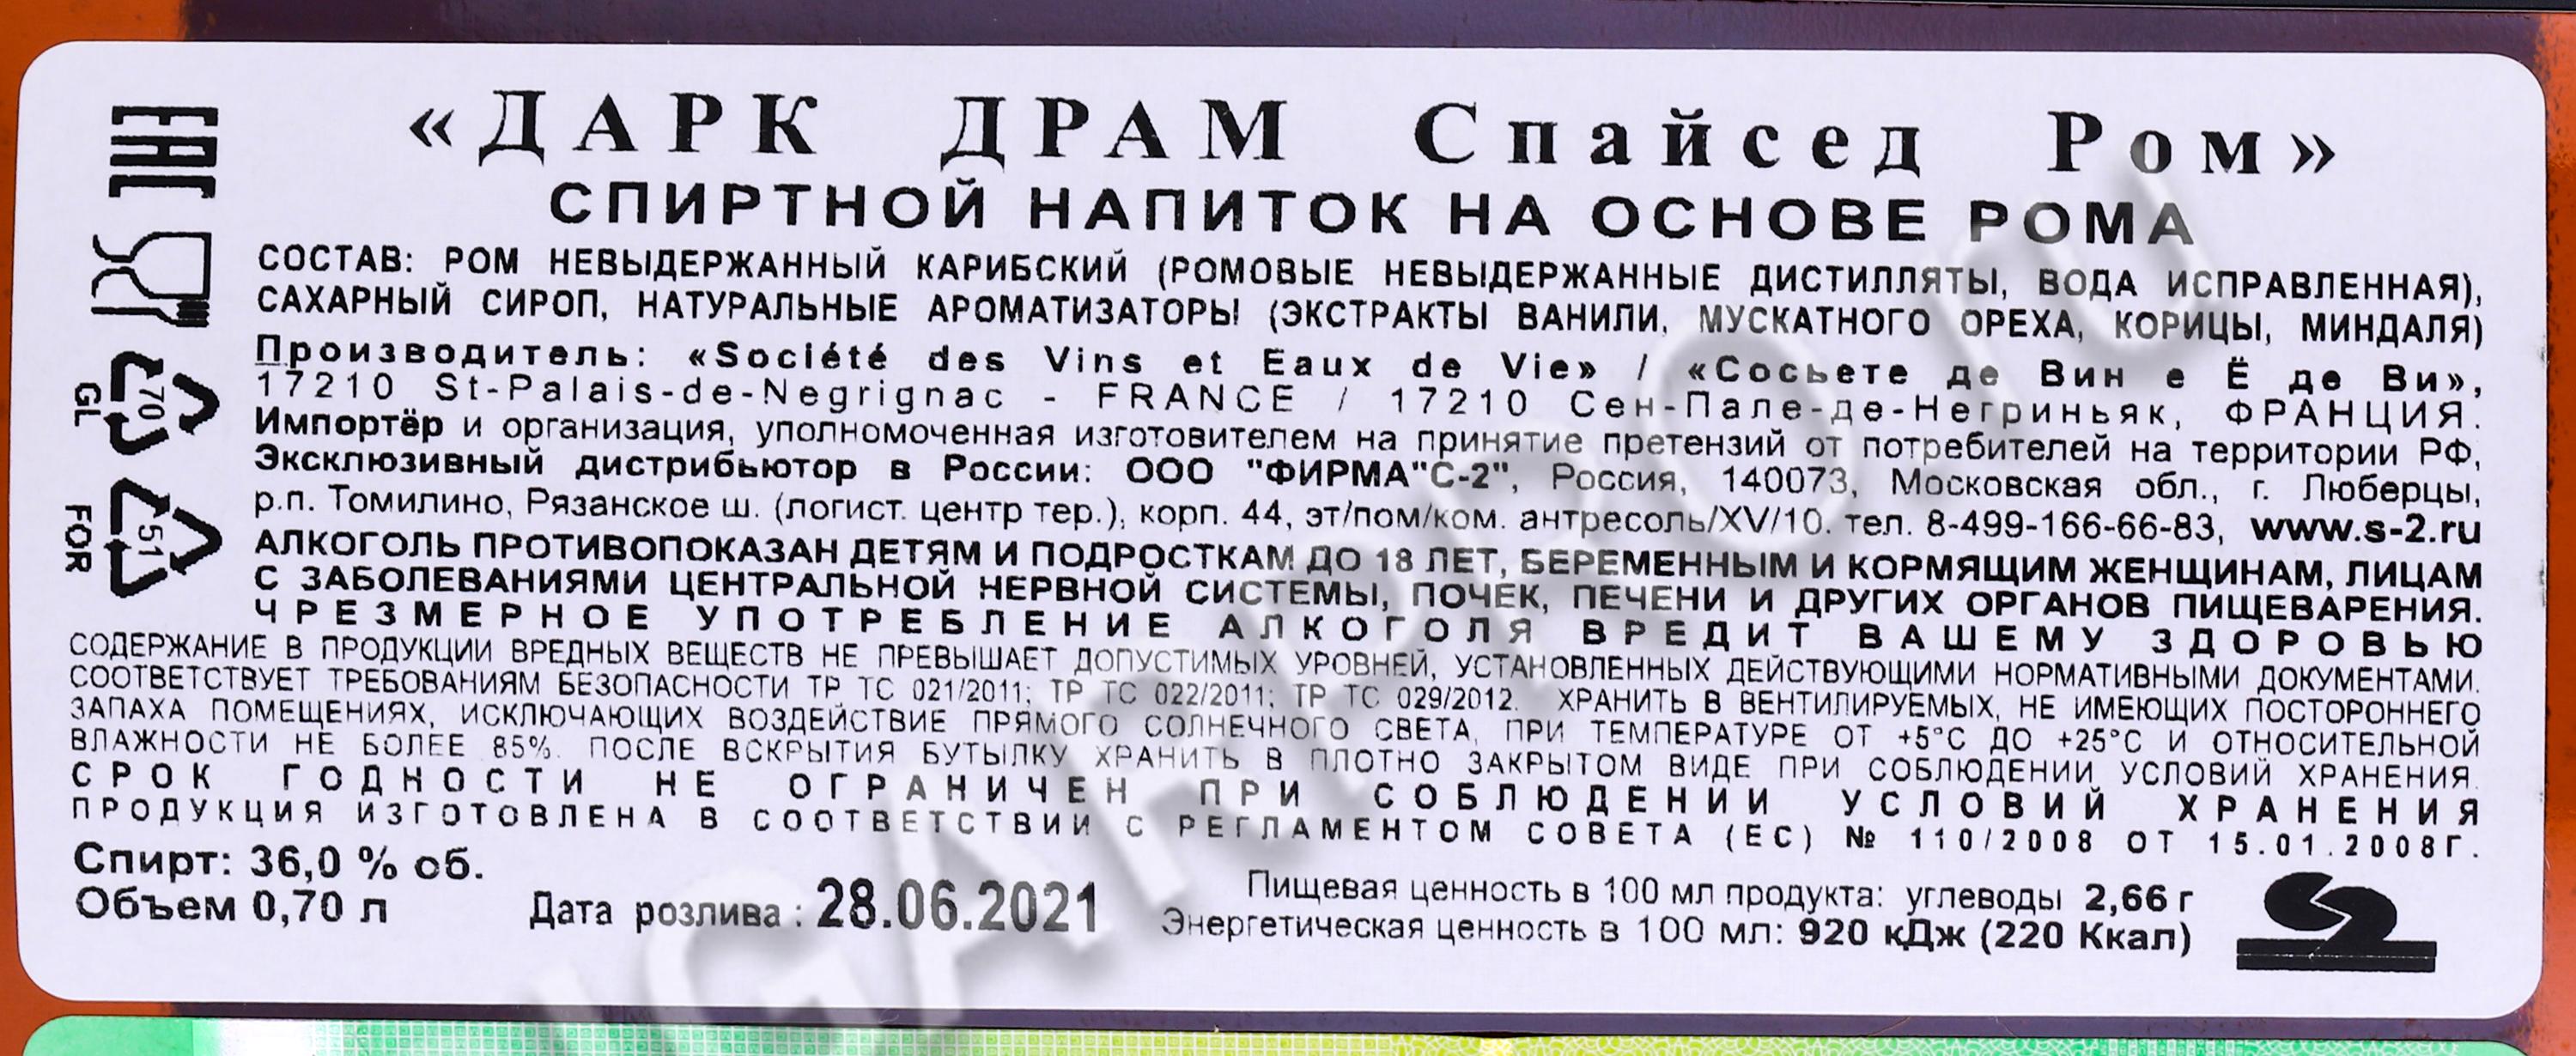 «ДАРК ДРАМ Спайсед Ром»
СПИРТНОЙ НАПИТОК НА ОСНОВЕ РОМА
СОСТАВ: РОМ НЕВЫДЕРЖАННЫЙ КАРИБСКИЙ (РОМОВЫЕ НЕВЫДЕРЖАННЫЕ ДИСТИЛЛЯТЫ, ВОДА ИСПРАВЛЕННАЯ),
САХАРНЫЙ СИРОП, НАТУРАЛЬНЫЕ АРОМАТИЗАТОРЫ (ЭКСТРАКТЫ ВАНИЛИ, МУСКАТНОГО ОРЕХА, КОРИЦЫ, МИНДАЛЯ)
Производитель: «Société des Vins et Eaux de Vie» / «Сосьете де Вин е Ё де Ви»,
17210 St-Palais-de-Negrignac - FRANCE / 17210 Сен-Пале-де-Негриньяк, ФРАНЦИЯ.
Импортёр и организация, уполномоченная изготовителем на принятие претензий от потребителей на территории РФ,
Эксклюзивный дистрибьютор в России: ООО "ФИРМА"С-2", Россия, 140073, Московская обл., г. Люберцы,
р.п. Томилино, Рязанское ш. (логист. центр тер.), корп. 44, эт/пом/ком. антресоль/XV/10. тел. 8-499-166-66-83, www.s-2.ru
АЛКОГОЛЬ ПРОТИВОПОКАЗАН ДЕТЯМ И ПОДРОСТКАМ ДО 18 ЛЕТ, БЕРЕМЕННЫМ И КОРМЯЩИМ ЖЕНЩИНАМ, ЛИЦАМ
С ЗАБОЛЕВАНИЯМИ ЦЕНТРАЛЬНОЙ НЕРВНОЙ СИСТЕМЫ, ПОЧЕК, ПЕЧЕНИ И ДРУГИХ ОРГАНОВ ПИЩЕВАРЕНИЯ.
ЧРЕЗМЕРНОЕ УПОТРЕБЛЕНИЕ АЛКОГОЛЯ ВРЕДИТ ВАШЕМУ ЗДОРОВЬЮ
СОДЕРЖАНИЕ В ПРОДУКЦИИ ВРЕДНЫХ ВЕЩЕСТВ НЕ ПРЕВЫШАЕТ ДОПУСТИМЫХ УРОВНЕЙ, УСТАНОВЛЕННЫХ ДЕЙСТВУЮЩИМИ НОРМАТИВНЫМИ ДОКУМЕНТАМИ.
СООТВЕТСТВУЕТ ТРЕБОВАНИЯМ БЕЗОПАСНОСТИ ТР ТС 021/2011; ТР ТС 022/2011; ТР ТС 029/2012. ХРАНИТЬ В ВЕНТИЛИРУЕМЫХ, НЕ ИМЕЮЩИХ ПОСТОРОННЕГО
ЗАПАХА ПОМЕЩЕНИЯХ, ИСКЛЮЧАЮЩИХ ВОЗДЕЙСТВИЕ ПРЯМОГО СОЛНЕЧНОГО СВЕТА, ПРИ ТЕМПЕРАТУРЕ ОТ +5°С ДО +25°С И ОТНОСИТЕЛЬНОЙ
ВЛАЖНОСТИ НЕ БОЛЕЕ 85%. ПОСЛЕ ВСКРЫТИЯ БУТЫЛКУ ХРАНИТЬ В ПЛОТНО ЗАКРЫТОМ ВИДЕ ПРИ СОБЛЮДЕНИИ УСЛОВИЙ ХРАНЕНИЯ.
СРОК ГОДНОСТИ НЕ ОГРАНИЧЕН ПРИ СОБЛЮДЕНИИ УСЛОВИЙ ХРАНЕНИЯ
ПРОДУКЦИЯ ИЗГОТОВЛЕНА В СООТВЕТСТВИИ С РЕГЛАМЕНТОМ СОВЕТА (ЕС) № 110/2008 ОТ 15.01.2008Г.
Спирт: 36,0 % об.
Объем 0,70 л
Дата розлива: 28.06.2021
Пищевая ценность в 100 мл продукта: углеводы 2,66 г
Энергетическая ценность в 100 мл: 920 кДж (220 Ккал)
EAC
70
GL
51
FOR